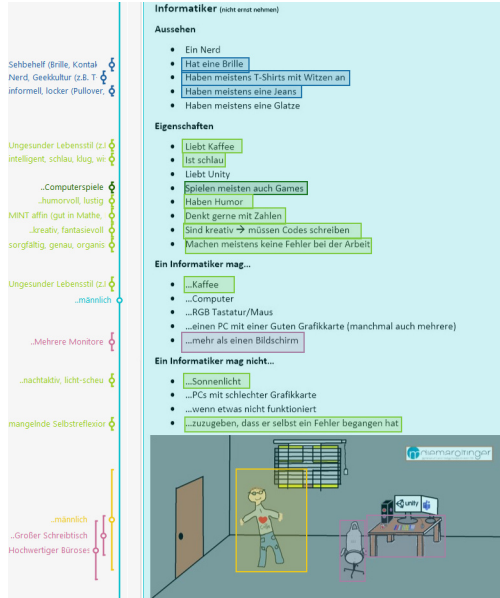 Informatiker (nicht ernst nehmen)
Aussehen
Ein Nerd
Sehbehelf (Brille, Kontak
Hat eine Brille
Nerd, Geekkultur (z.B. T-
Haben meistens T-Shirts mit Witzen an
informell, locker (Pullover,
Haben meistens eine Jeans
Haben meistens eine Glatze
Eigenschaften
Ungesunder Lebensstil (z.
Liebt Kaffee
intelligent, schlau, klug, wi
Ist schlau
Liebt Unity
..Computerspiele
Spielen meisten auch Games
..humorvoll, lustig
Haben Humor
MINT affin (gut in Mathe,
Denkt gerne mit Zahlen
..kreativ, fantasievoll
Sind kreativ → müssen Codes schreiben
sorgfältig, genau, organis
Machen meistens keine Fehler bei der Arbeit
Ein Informatiker mag...
Ungesunder Lebensstil (z.
...Kaffee
..männlich
...Computer
...RGB Tastatur/Maus
...einen PC mit einer Guten Grafikkarte (manchmal auch mehrere)
..Mehrere Monitore
...mehr als einen Bildschirm
Ein Informatiker mag nicht...
..nachtaktiv, licht-scheu
...Sonnenlicht
...PCs mit schlechter Grafikkarte
...wenn etwas nicht funktioniert
mangelnde Selbstreflexion
...zuzugeben, dass er selbst ein Fehler begangen hat
unity
..männlich
..Großer Schreibtisch
Hochwertiger Büroses